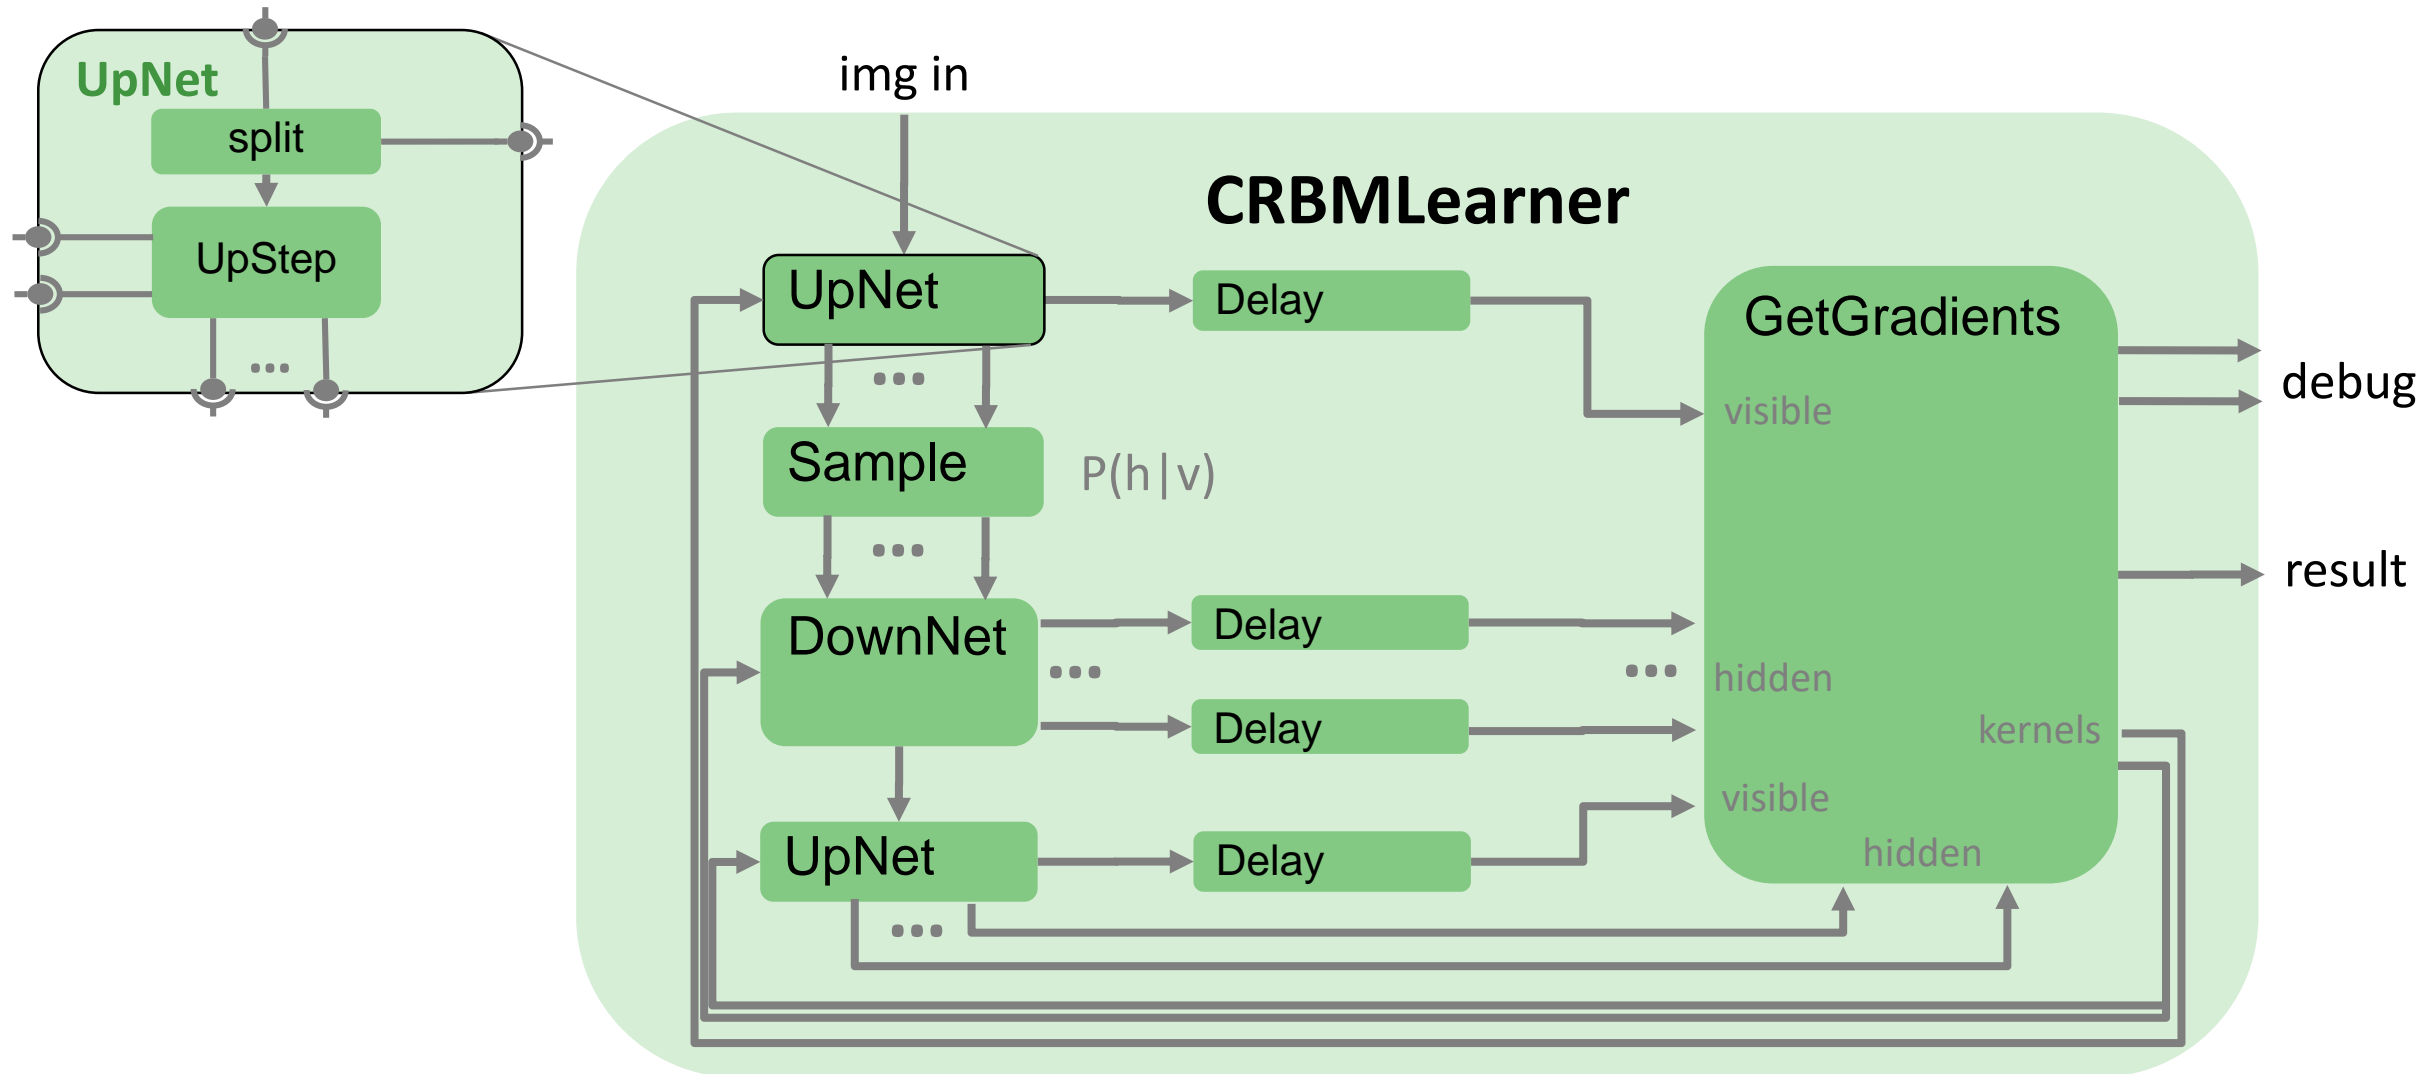 UpNet
split
UpStep
...
img in
CRBMLearner
UpNet
Delay
GetGradients
...
visible
debug
Sample
P(h|v)
...
result
DownNet
Delay
...
...
hidden
Delay
kernels
visible
UpNet
Delay
hidden
...